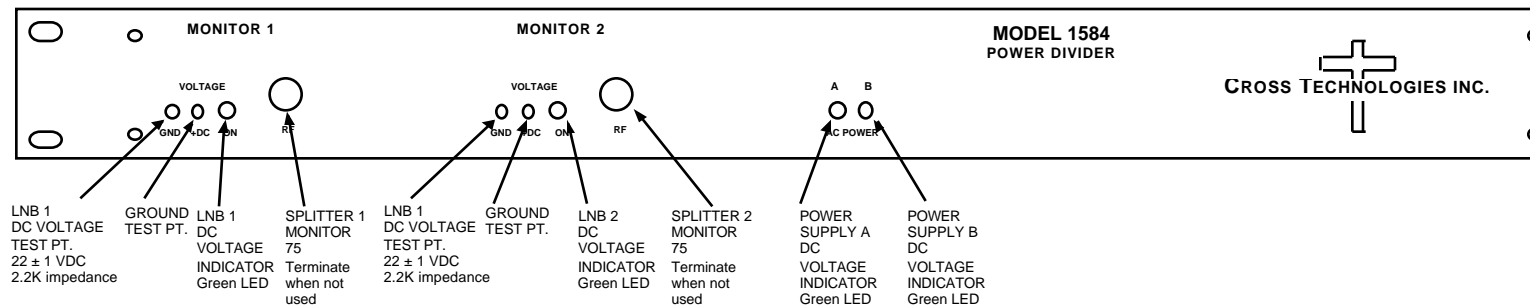 MONITOR 1
MONITOR 2
MODEL 1584
POWER DIVIDER
CROSS TECHNOLOGIES INC.
VOLTAGE
GND +DC ON
RF
VOLTAGE
GND +DC ON
RF
A B
AC POWER
LNB 1
DC VOLTAGE
TEST PT.
22 ± 1 VDC
2.2K impedance
GROUND
TEST PT.
LNB 1
DC
VOLTAGE
INDICATOR
Green LED
SPLITTER 1
MONITOR
75
Terminate
when not
used
LNB 1
DC VOLTAGE
TEST PT.
22 ± 1 VDC
2.2K impedance
GROUND
TEST PT.
LNB 2
DC
VOLTAGE
INDICATOR
Green LED
SPLITTER 2
MONITOR
75
Terminate
when not
used
POWER
SUPPLY A
DC
VOLTAGE
INDICATOR
Green LED
POWER
SUPPLY B
DC
VOLTAGE
INDICATOR
Green LED